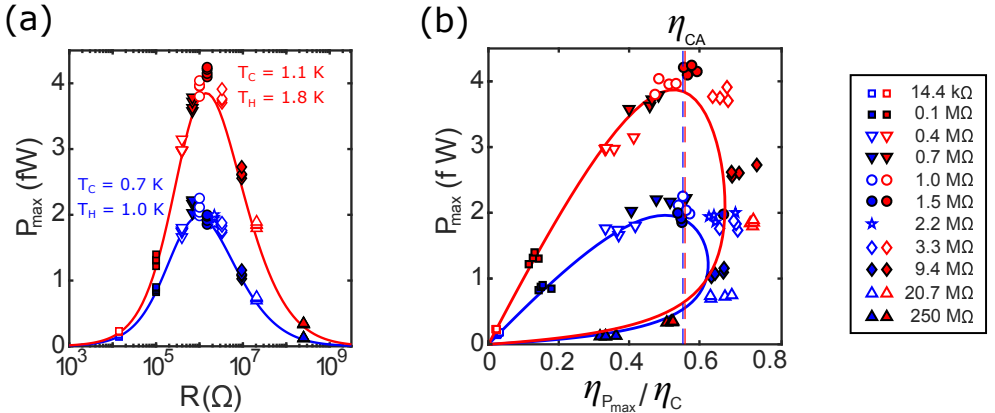 (a)
P_max (fW)
4
3
2
1
0
T_C = 1.1 K
T_H = 1.8 K
T_C = 0.7 K
T_H = 1.0 K
10^3
10^5
10^7
10^9
R(Ω)
(b)
η_CA
P_max (f W)
4
3
2
1
0
0
0.2
0.4
0.6
0.8
η_P_max / η_C
14.4 kΩ
0.1 MΩ
0.4 MΩ
0.7 MΩ
1.0 MΩ
1.5 MΩ
2.2 MΩ
3.3 MΩ
9.4 MΩ
20.7 MΩ
250 MΩ